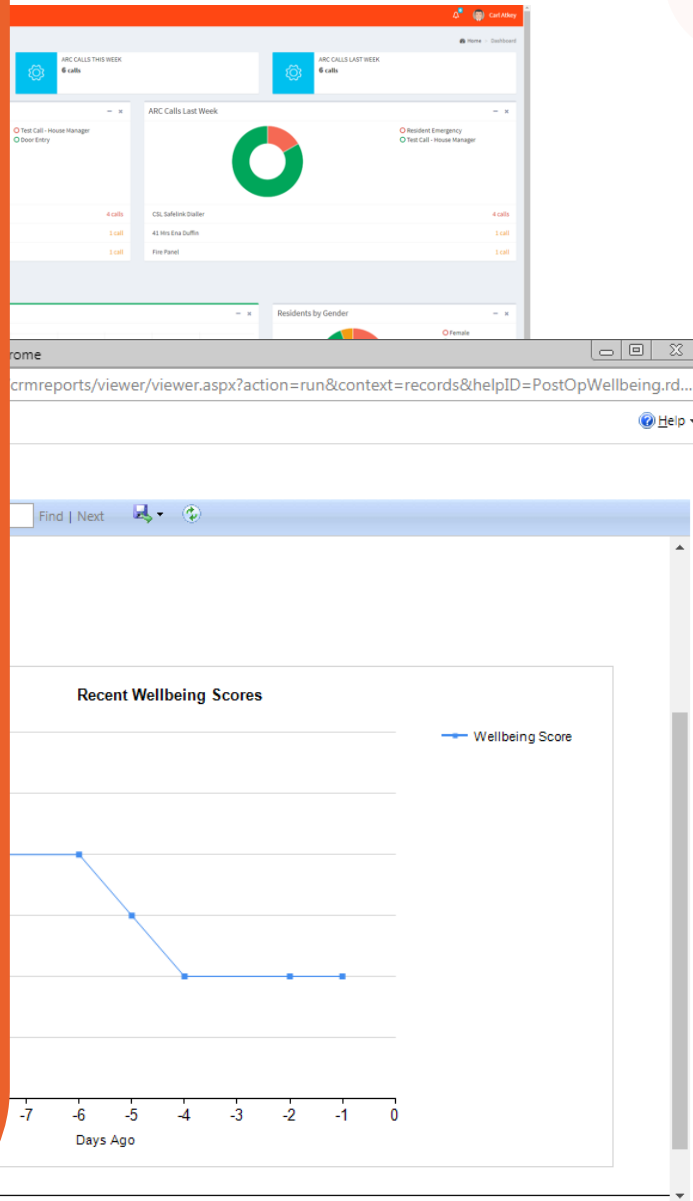 Carl Athey
Home > Dashboard
ARC CALLS THIS WEEK
6 calls
ARC CALLS LAST WEEK
6 calls
ARC Calls Last Week
Test Call - House Manager
Door Entry
Resident Emergency
Test Call - House Manager
4 calls
CSL Safelink Dialler
4 calls
1 call
41 Mrs Ena Duffin
1 call
1 call
Fire Panel
1 call
Residents by Gender
Female
rome
crmreports/viewer/viewer.aspx?action=run&context=records&helpID=PostOpWellbeing.rd...
Help
Find | Next
Recent Wellbeing Scores
Wellbeing Score
-7 -6 -5 -4 -3 -2 -1 0
Days Ago